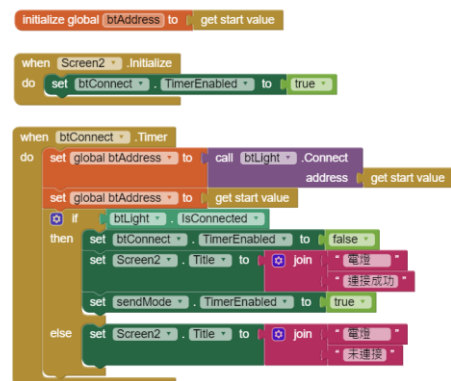 initialize global btAddress to get start value
when Screen2 .Initialize
do set btConnect . TimerEnabled to true
when btConnect .Timer
do set global btAddress to call btLight .Connect
address get start value
set global btAddress to get start value
if btLight . IsConnected
then set btConnect . TimerEnabled to false
set Screen2 . Title to join " 電燈 "
" 連接成功 "
set sendMode . TimerEnabled to true
else set Screen2 . Title to join " 電燈 "
" 未連接 "